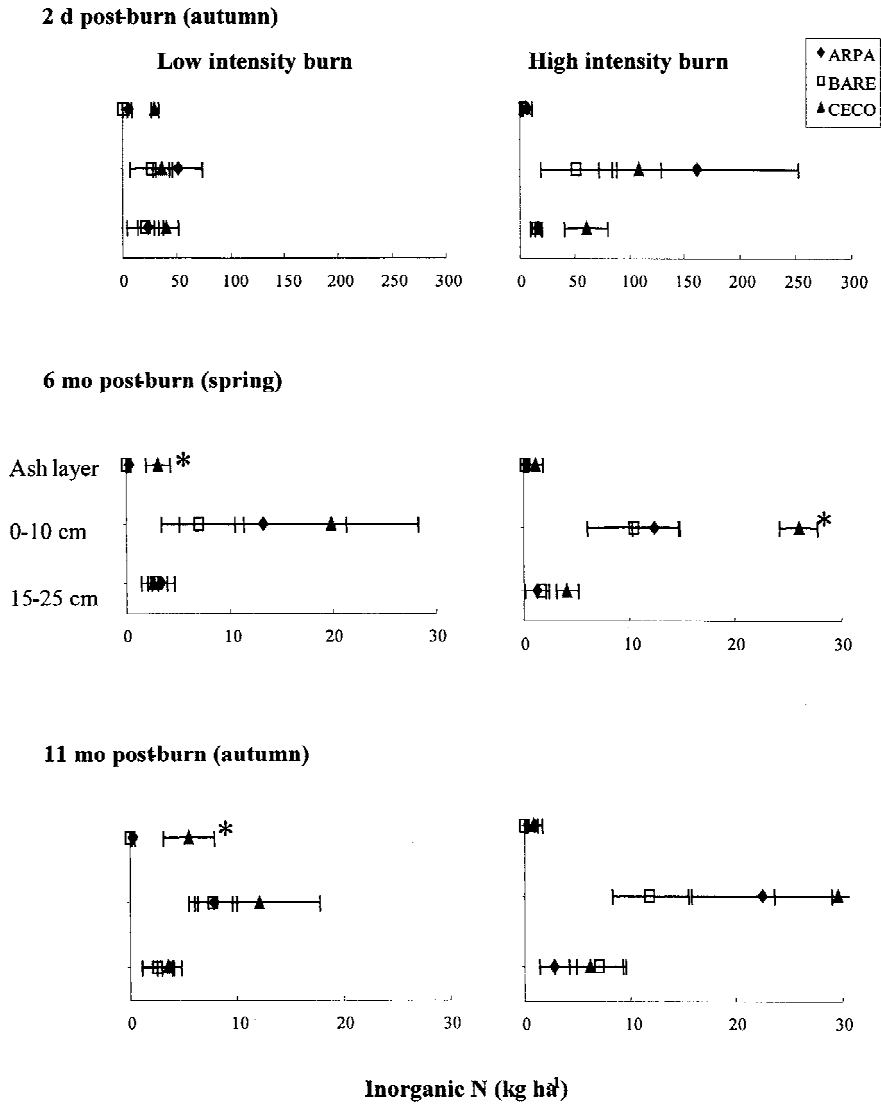 2 d post-burn (autumn)
Low intensity burn
High intensity burn
ARPA
BARE
CECO
0 50 100 150 200 250 300
0 50 100 150 200 250 300
6 mo post-burn (spring)
Ash layer
*
0-10 cm
*
15-25 cm
0 10 20 30
0 10 20 30
11 mo post-burn (autumn)
*
0 10 20 30
0 10 20 30
Inorganic N (kg ha¹)